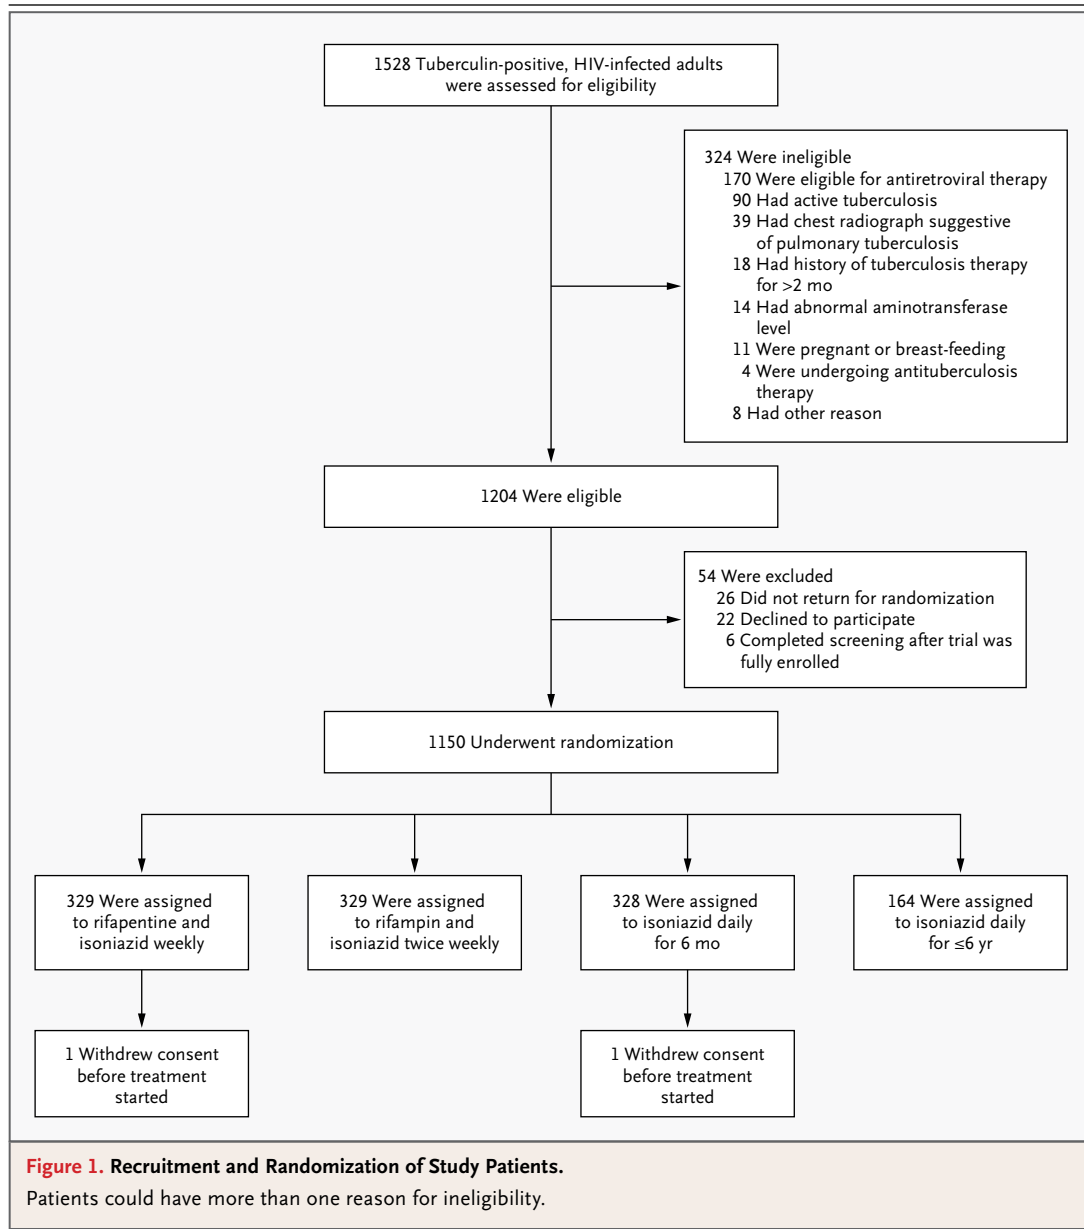 1528 Tuberculin-positive, HIV-infected adults
were assessed for eligibility
324 Were ineligible
170 Were eligible for antiretroviral therapy
90 Had active tuberculosis
39 Had chest radiograph suggestive
of pulmonary tuberculosis
18 Had history of tuberculosis therapy
for >2 mo
14 Had abnormal aminotransferase
level
11 Were pregnant or breast-feeding
4 Were undergoing antituberculosis
therapy
8 Had other reason
1204 Were eligible
54 Were excluded
26 Did not return for randomization
22 Declined to participate
6 Completed screening after trial was
fully enrolled
1150 Underwent randomization
329 Were assigned
to rifapentine and
isoniazid weekly
329 Were assigned
to rifampin and
isoniazid twice weekly
328 Were assigned
to isoniazid daily
for 6 mo
164 Were assigned
to isoniazid daily
for ≤6 yr
1 Withdrew consent
before treatment
started
1 Withdrew consent
before treatment
started
Figure 1. Recruitment and Randomization of Study Patients.
Patients could have more than one reason for ineligibility.